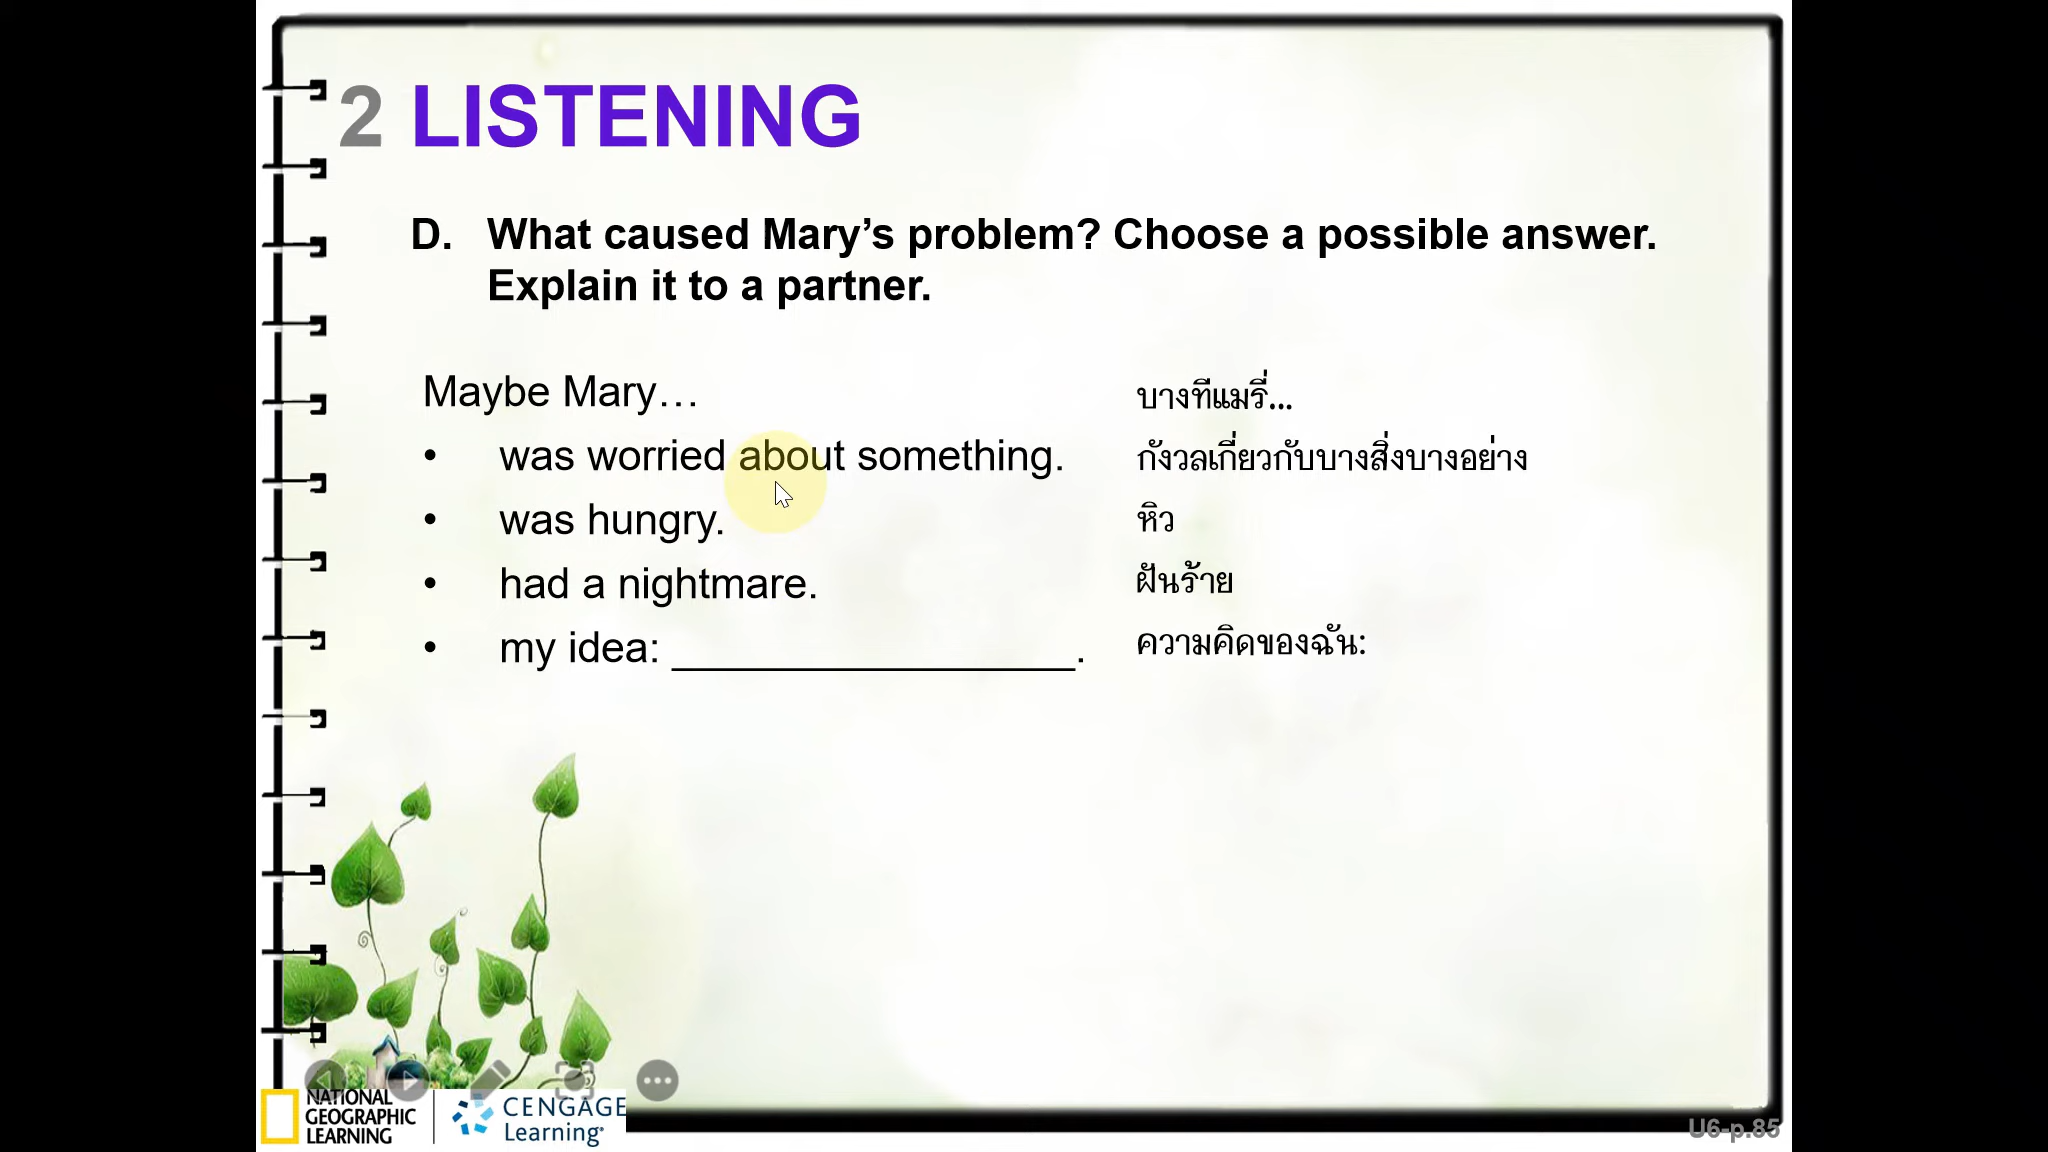 2 LISTENING
D. What caused Mary’s problem? Choose a possible answer.
Explain it to a partner.
Maybe Mary…
• was worried about something.
• was hungry.
• had a nightmare.
• my idea: _________________.
บางทีแมรี่...
กังวลเกี่ยวกับบางสิ่งบางอย่าง
หิว
ฝันร้าย
ความคิดของฉัน:
NATIONAL
GEOGRAPHIC
LEARNING
CENGAGE
Learning®
U6-p.85